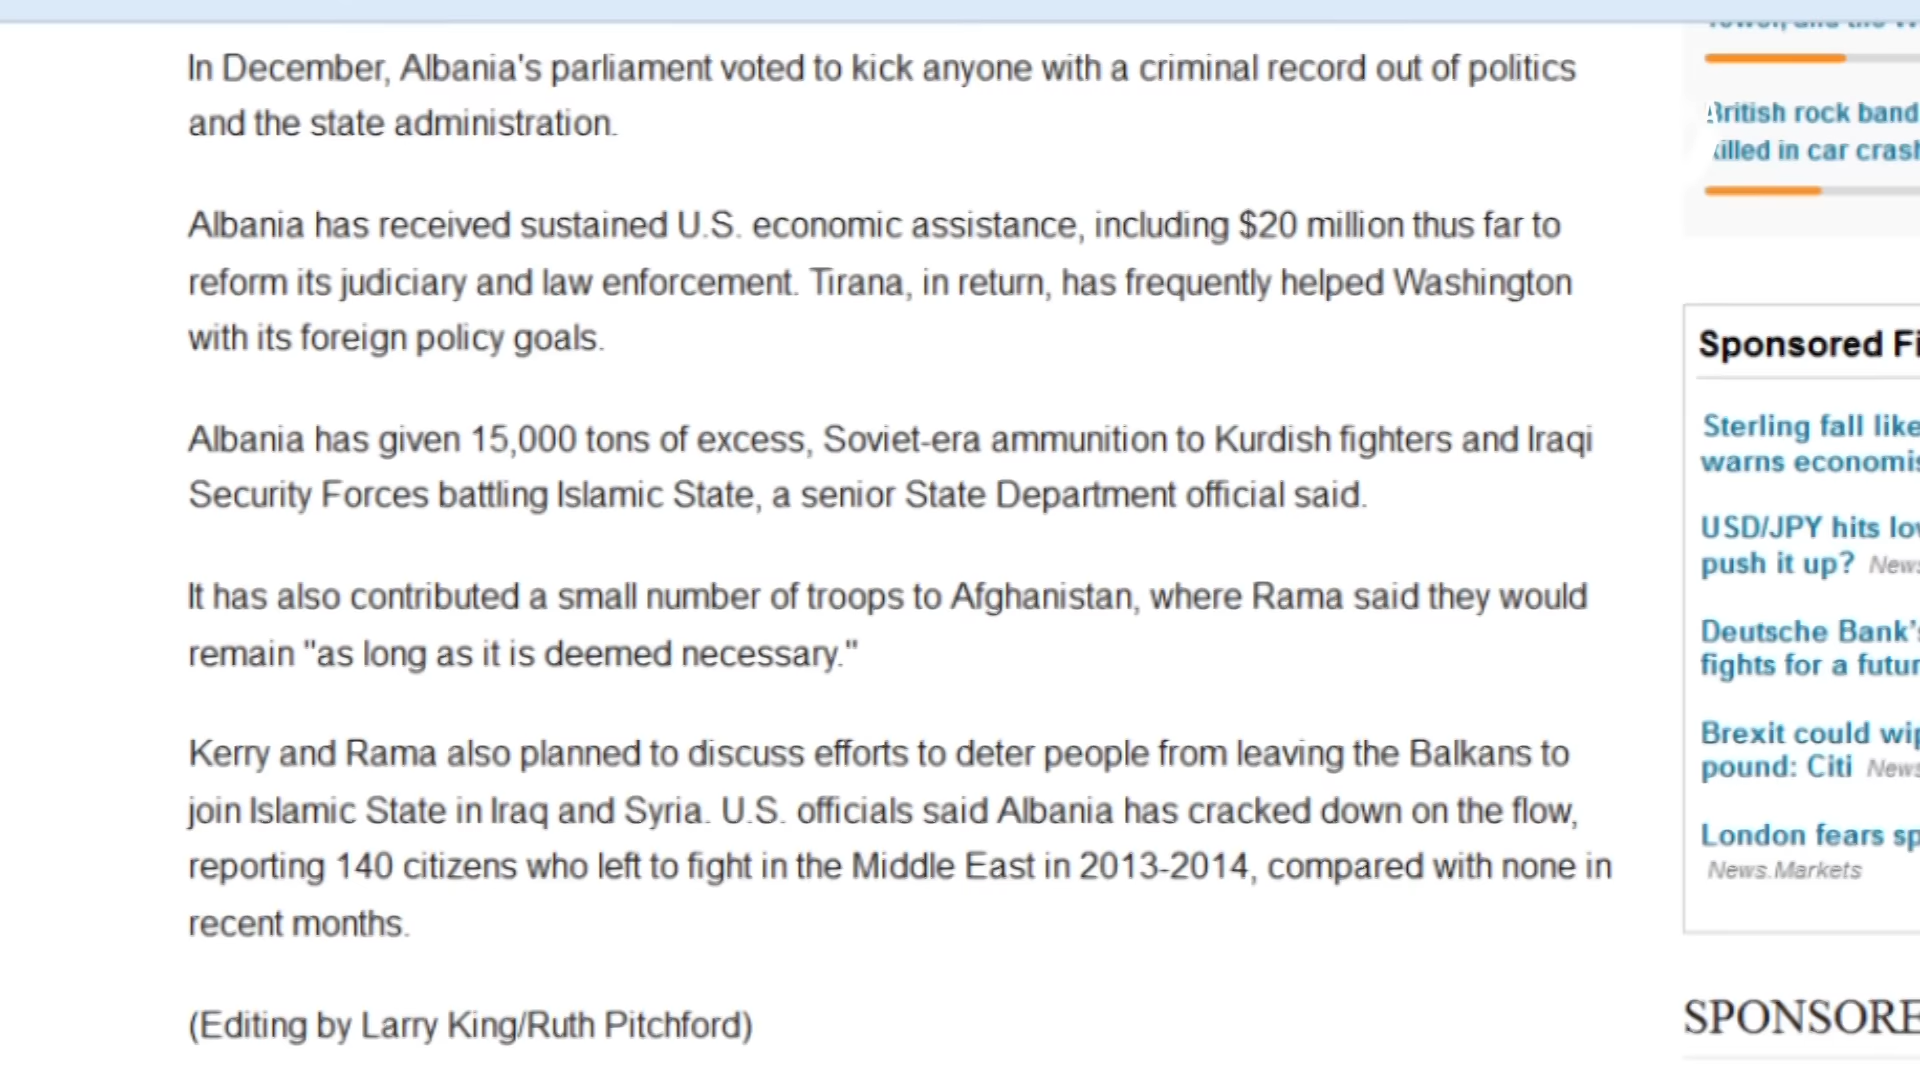 In December, Albania's parliament voted to kick anyone with a criminal record out of politics
and the state administration.
Albania has received sustained U.S. economic assistance, including $20 million thus far to
reform its judiciary and law enforcement. Tirana, in return, has frequently helped Washington
with its foreign policy goals.
Albania has given 15,000 tons of excess, Soviet-era ammunition to Kurdish fighters and Iraqi
Security Forces battling Islamic State, a senior State Department official said.
It has also contributed a small number of troops to Afghanistan, where Rama said they would
remain "as long as it is deemed necessary."
Kerry and Rama also planned to discuss efforts to deter people from leaving the Balkans to
join Islamic State in Iraq and Syria. U.S. officials said Albania has cracked down on the flow,
reporting 140 citizens who left to fight in the Middle East in 2013-2014, compared with none in
recent months.
(Editing by Larry King/Ruth Pitchford)
British rock band
killed in car crash
Sponsored Fi
Sterling fall like
warns economis
USD/JPY hits low
push it up? News
Deutsche Bank's
fights for a futur
Brexit could wip
pound: Citi News
London fears sp
News.Markets
SPONSORE